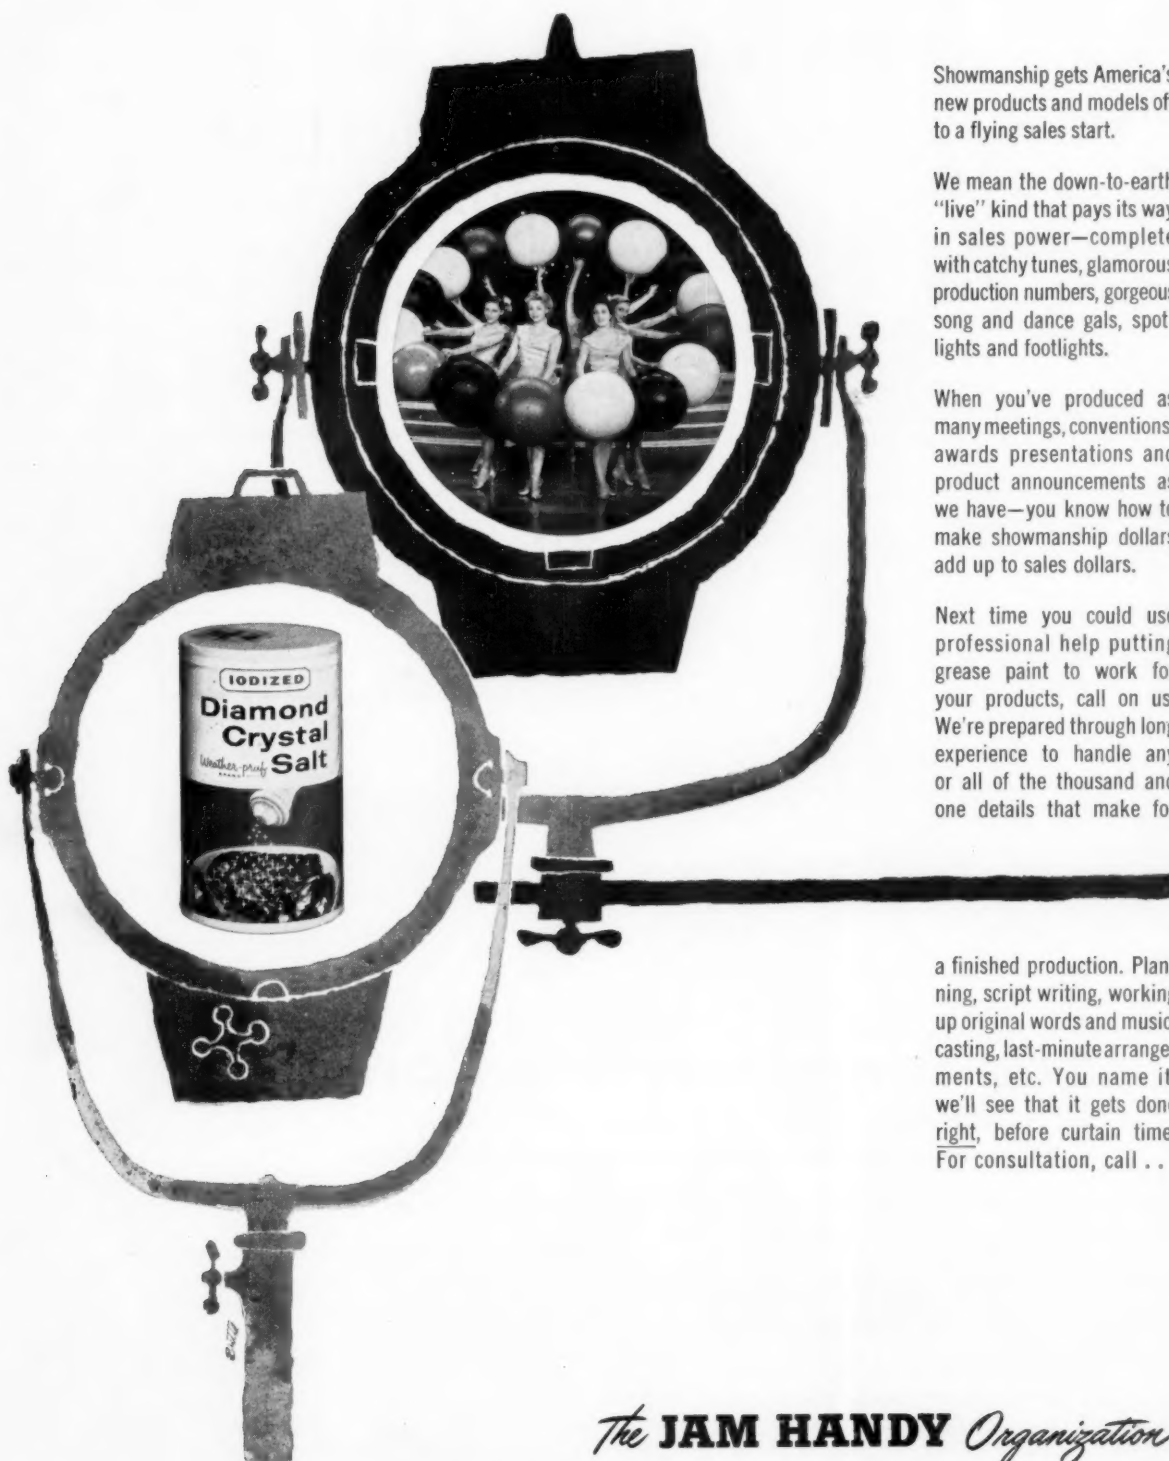 IODIZED
Diamond
Crystal
Weather-proof Salt
Showmanship gets America's
new products and models of
to a flying sales start.
We mean the down-to-earth
"live" kind that pays its way
in sales power—complete
with catchy tunes, glamorous
production numbers, gorgeous
song and dance gals, spot
lights and footlights.
When you've produced as
many meetings, conventions
awards presentations and
product announcements as
we have—you know how to
make showmanship dollars
add up to sales dollars.
Next time you could use
professional help putting
grease paint to work fo
your products, call on us
We're prepared through long
experience to handle any
or all of the thousand and
one details that make fo
a finished production. Plan
ning, script writing, working
up original words and music
casting, last-minute arrange
ments, etc. You name it
we'll see that it gets done
right, before curtain time
For consultation, call . .
The JAM HANDY Organization